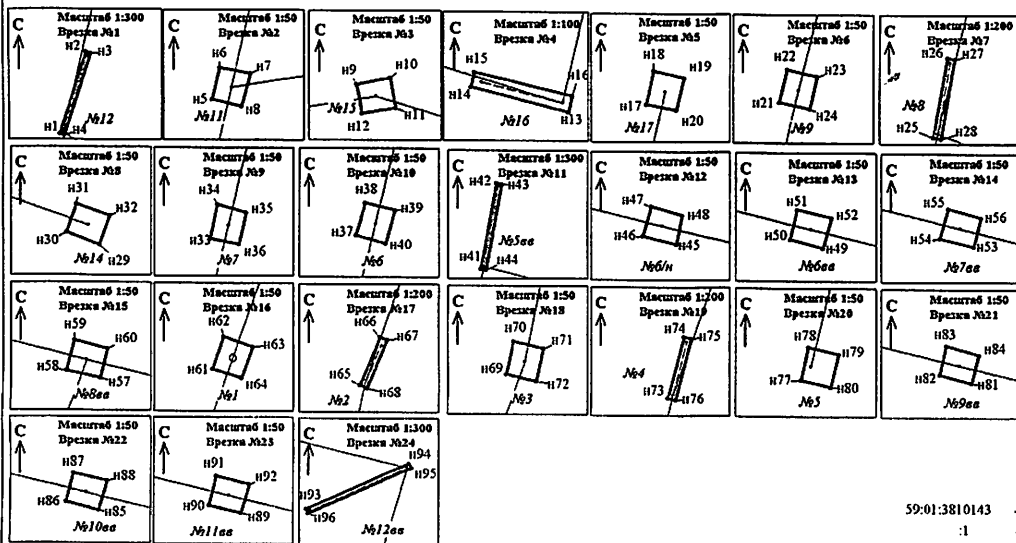 С
Масштаб 1:300
Врезка №1
н2
н3
н1
н4
№12
Масштаб 1:50
Врезка №2
н6
н7
н5
н8
№11
С
Масштаб 1:50
Врезка №3
н9
н10
№15
н12
н11
С
Масштаб 1:100
Врезка №4
н15
н16
н14
н13
№16
С
Масштаб 1:50
Врезка №5
н18
н19
н17
н20
№17
С
Масштаб 1:50
Врезка №6
н22
н23
н21
н24
№9
С
Масштаб 1:200
Врезка №7
н26
н27
№8
н25
н28
С
Масштаб 1:50
Врезка №8
н31
н32
н30
н29
№14
С
Масштаб 1:50
Врезка №9
н34
н35
н33
н36
№7
С
Масштаб 1:50
Врезка №10
н38
н39
н37
н40
№6
С
Масштаб 1:300
Врезка №11
н42
н43
№5вв
н41
н44
С
Масштаб 1:50
Врезка №12
н47
н48
н46
н45
№б/н
С
Масштаб 1:50
Врезка №13
н51
н52
н50
н49
№6вв
С
Масштаб 1:50
Врезка №14
н55
н56
н54
н53
№7вв
С
Масштаб 1:50
Врезка №15
н59
н60
н58
н57
№8вв
С
Масштаб 1:50
Врезка №16
н62
н63
н61
н64
№1
С
Масштаб 1:200
Врезка №17
н66
н67
н65
н68
№2
С
Масштаб 1:50
Врезка №18
н70
н71
н69
н72
№3
С
Масштаб 1:200
Врезка №19
н74
н75
№4
н73
н76
С
Масштаб 1:50
Врезка №20
н78
н79
н77
н80
№5
С
Масштаб 1:50
Врезка №21
н83
н84
н82
н81
№9вв
С
Масштаб 1:50
Врезка №22
н87
н88
н86
н85
№10вв
С
Масштаб 1:50
Врезка №23
н91
н92
н90
н89
№11вв
С
Масштаб 1:300
Врезка №24
н94
н95
н93
н96
№12вв
59:01:3810143
:1